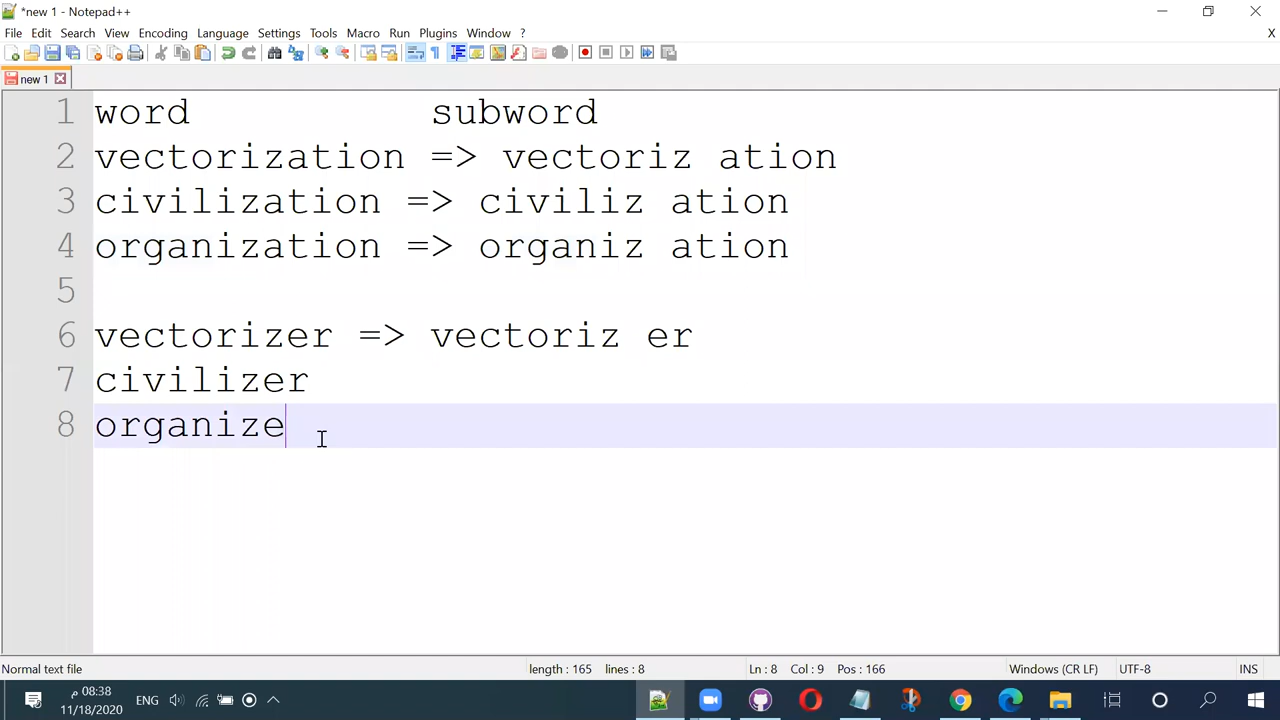 *new 1 - Notepad++
File Edit Search View Encoding Language Settings Tools Macro Run Plugins Window ? X
new 1
1 word subword
2 vectorization => vectoriz ation
3 civilization => civiliz ation
4 organization => organiz ation
5
6 vectorizer => vectoriz er
7 civilizer
8 organize
Normal text file length : 165 lines : 8 Ln : 8 Col : 9 Pos : 166 Windows (CR LF) UTF-8 INS
08:38 م ENG
11/18/2020